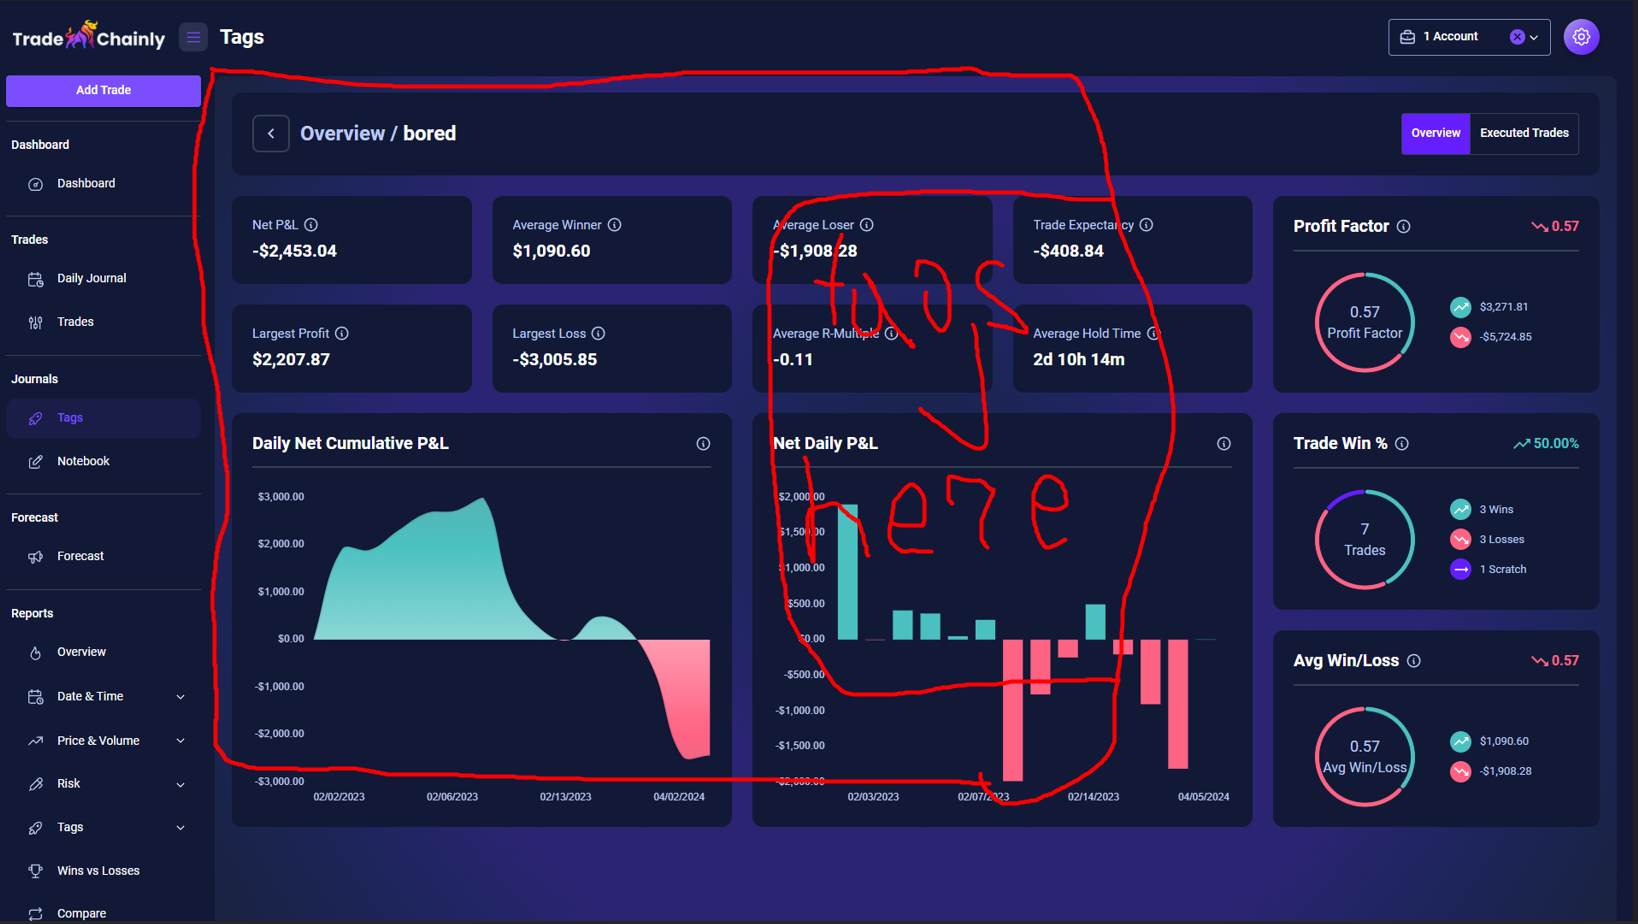 Trade Chainly
Tags
1 Account
Add Trade
Dashboard
Dashboard
Trades
Daily Journal
Trades
Journals
Tags
Notebook
Forecast
Forecast
Reports
Overview
Date & Time
Price & Volume
Risk
Tags
Wins vs Losses
Compare
Overview / bored
Overview
Executed Trades
Net P&L
-$2,453.04
Average Winner
$1,090.60
Average Loser
-$1,908.28
Trade Expectancy
-$408.84
Largest Profit
$2,207.87
Largest Loss
-$3,005.85
Average R-Multiple
-0.11
Average Hold Time
2d 10h 14m
Profit Factor
0.57
0.57
Profit Factor
$3,271.81
-$5,724.85
Daily Net Cumulative P&L
$3,000.00
$2,000.00
$1,000.00
$0.00
-$1,000.00
-$2,000.00
-$3,000.00
02/02/2023
02/06/2023
02/13/2023
04/02/2024
Net Daily P&L
$2,000.00
$1,500.00
$1,000.00
$500.00
$0.00
-$500.00
-$1,000.00
-$1,500.00
-$2,000.00
02/03/2023
02/07/2023
02/14/2023
04/05/2024
here
Trade Win %
50.00%
7
Trades
3 Wins
3 Losses
1 Scratch
Avg Win/Loss
0.57
0.57
Avg Win/Loss
$1,090.60
-$1,908.28